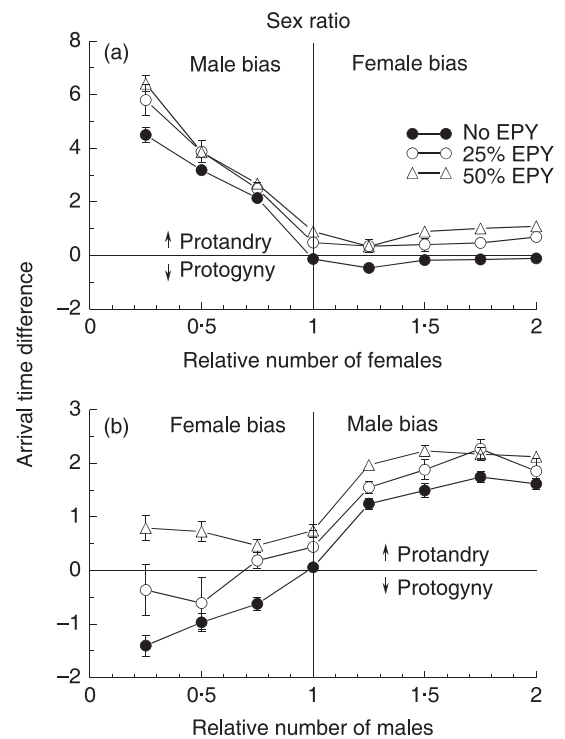 Sex ratio
(a)
Male bias
Female bias
No EPY
25% EPY
50% EPY
Protandry
Protogyny
8
6
4
2
0
−2
0
0·5
1
1·5
2
Relative number of females
Arrival time difference
(b)
Female bias
Male bias
Protandry
Protogyny
3
2
1
0
−1
−2
0
0·5
1
1·5
2
Relative number of males